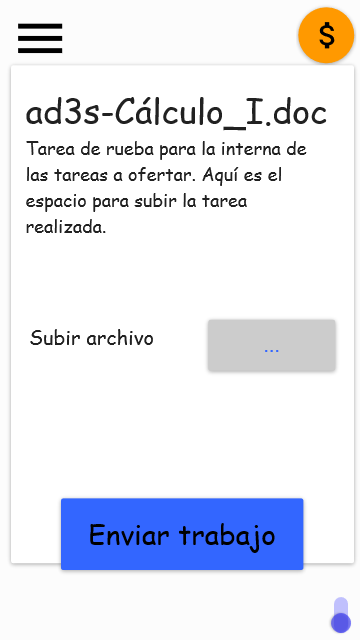 $
ad3s-Cálculo_I.doc
Tarea de rueba para la interna de
las tareas a ofertar. Aquí es el
espacio para subir la tarea
realizada.
Subir archivo
...
Enviar trabajo